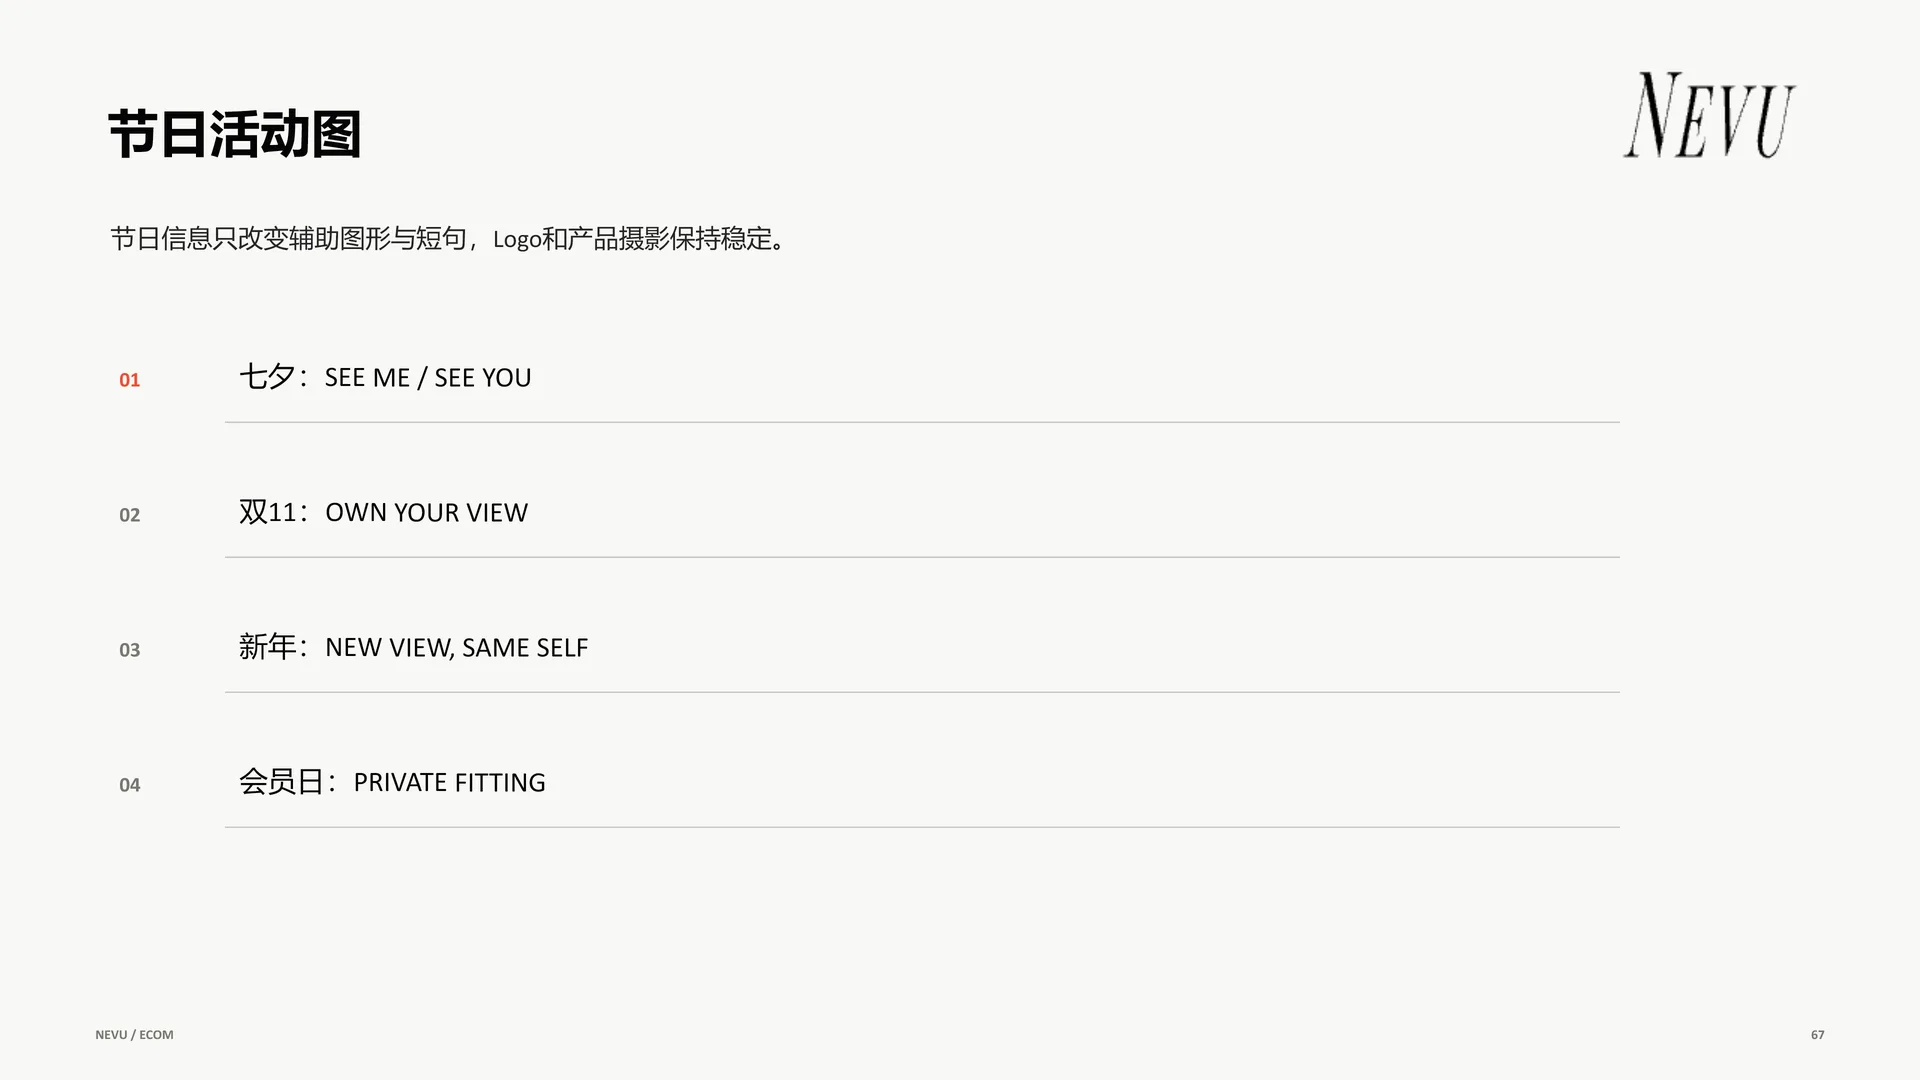 节日活动图
NEVU
节日信息只改变辅助图形与短句，Logo和产品摄影保持稳定。
01 七夕：SEE ME / SEE YOU
02 双11：OWN YOUR VIEW
03 新年：NEW VIEW, SAME SELF
04 会员日：PRIVATE FITTING
NEVU / ECOM
67